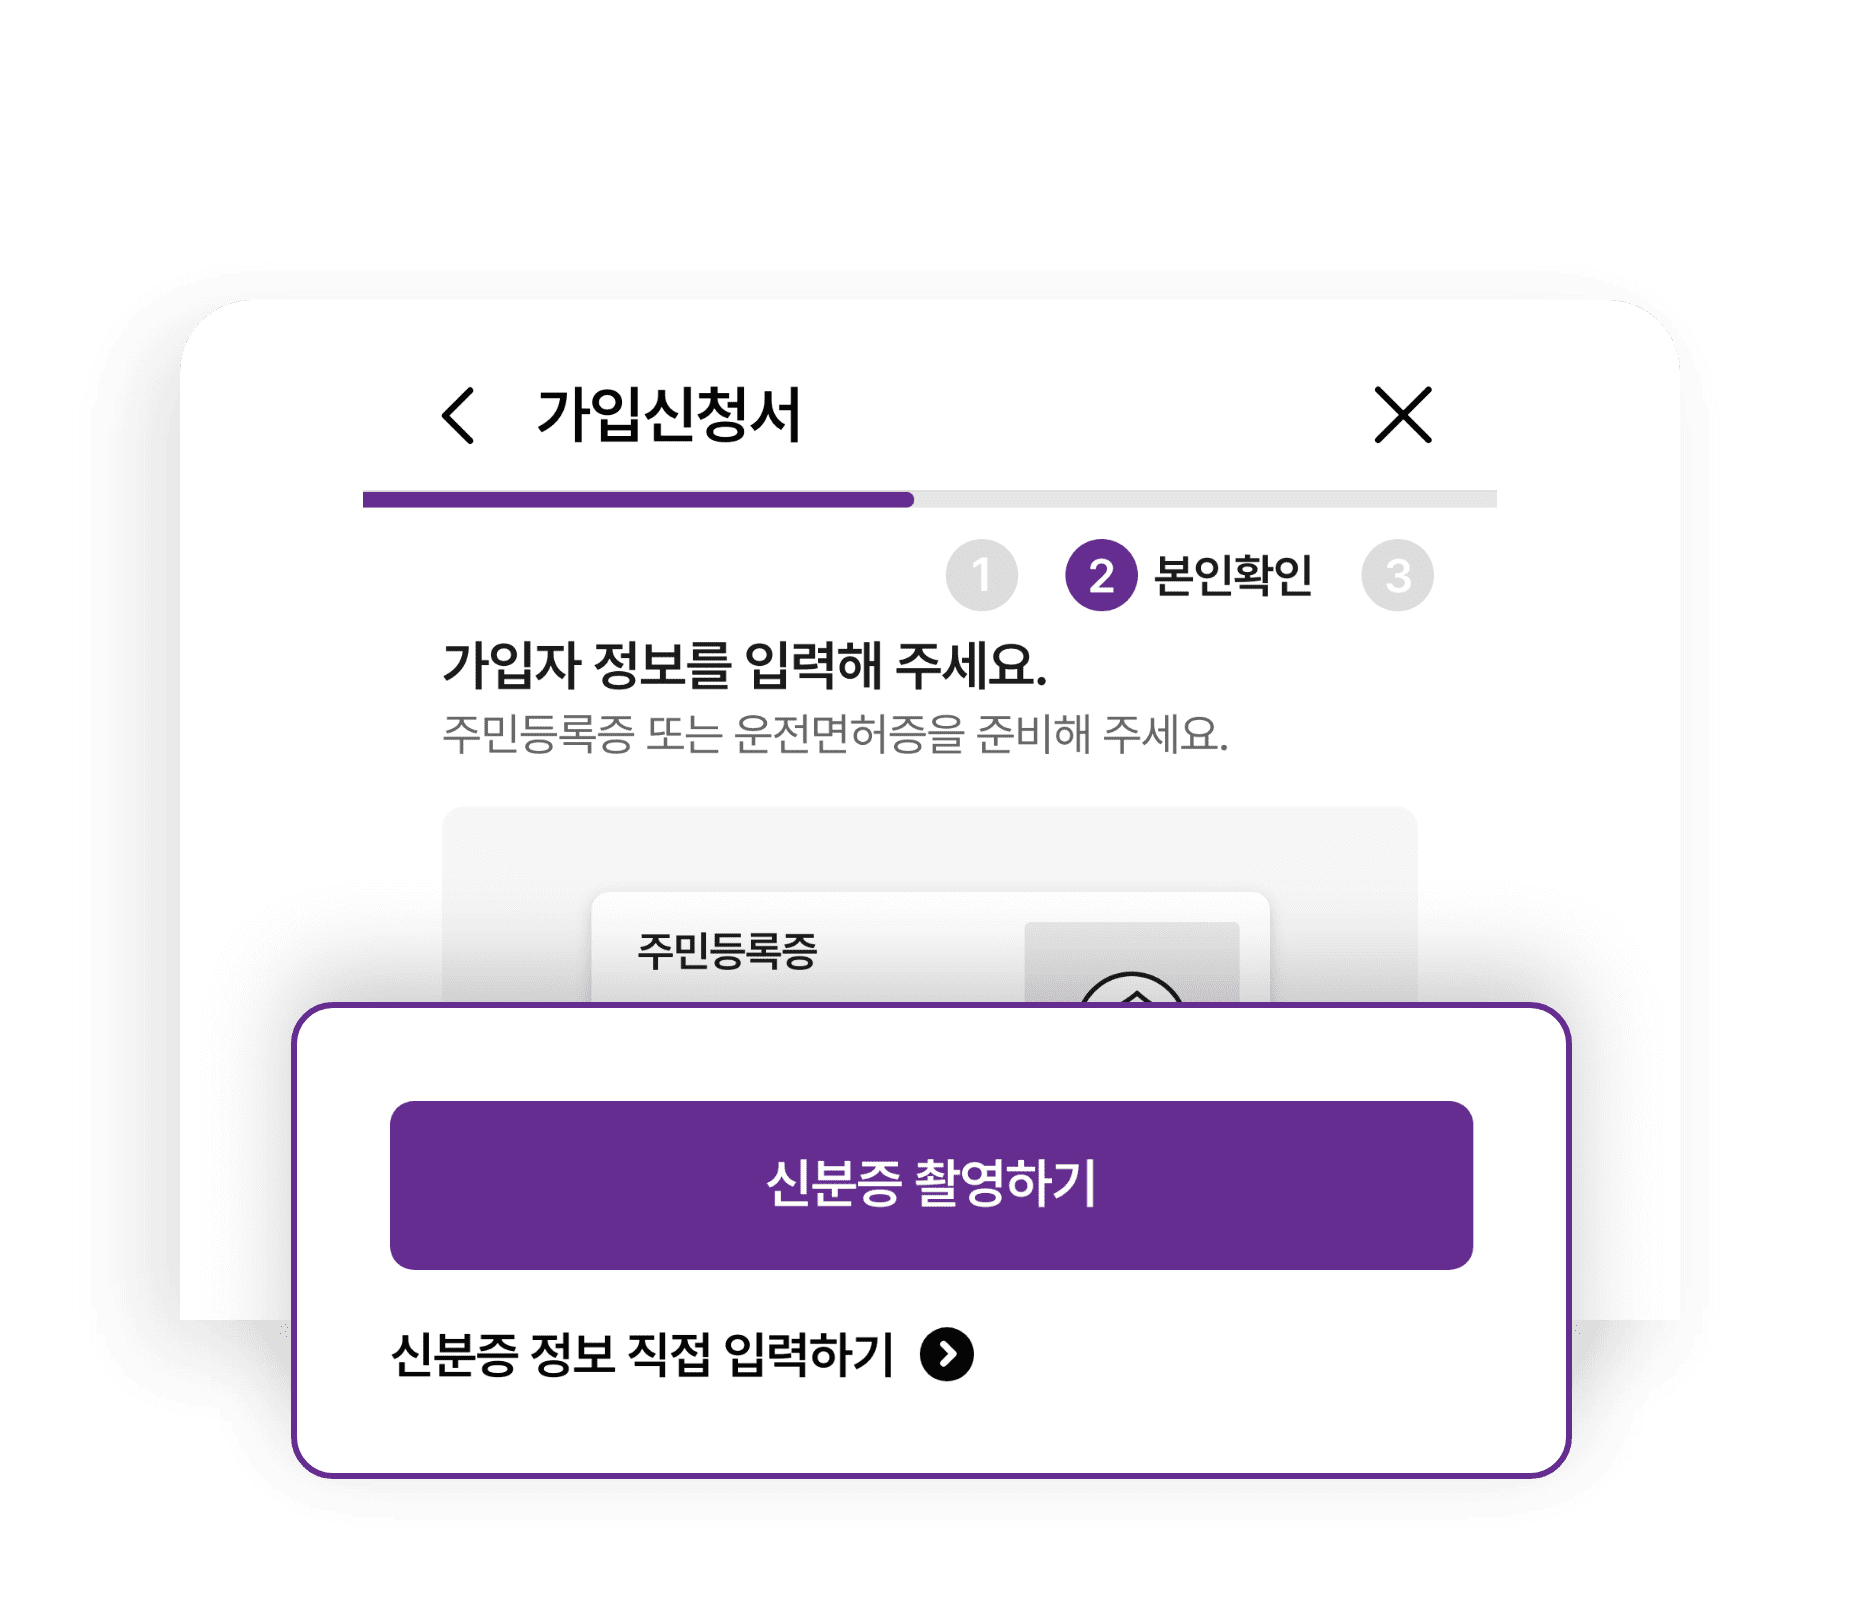 가입신청서
1 2 본인확인 3
가입자 정보를 입력해 주세요.
주민등록증 또는 운전면허증을 준비해 주세요.
주민등록증
신분증 촬영하기
신분증 정보 직접 입력하기